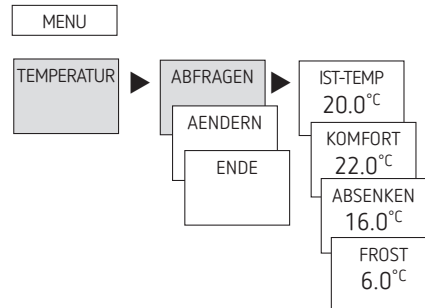 MENU
TEMPERATUR
ABFRAGEN
AENDERN
ENDE
IST-TEMP
20.0°C
KOMFORT
22.0°C
ABSENKEN
16.0°C
FROST
6.0°C